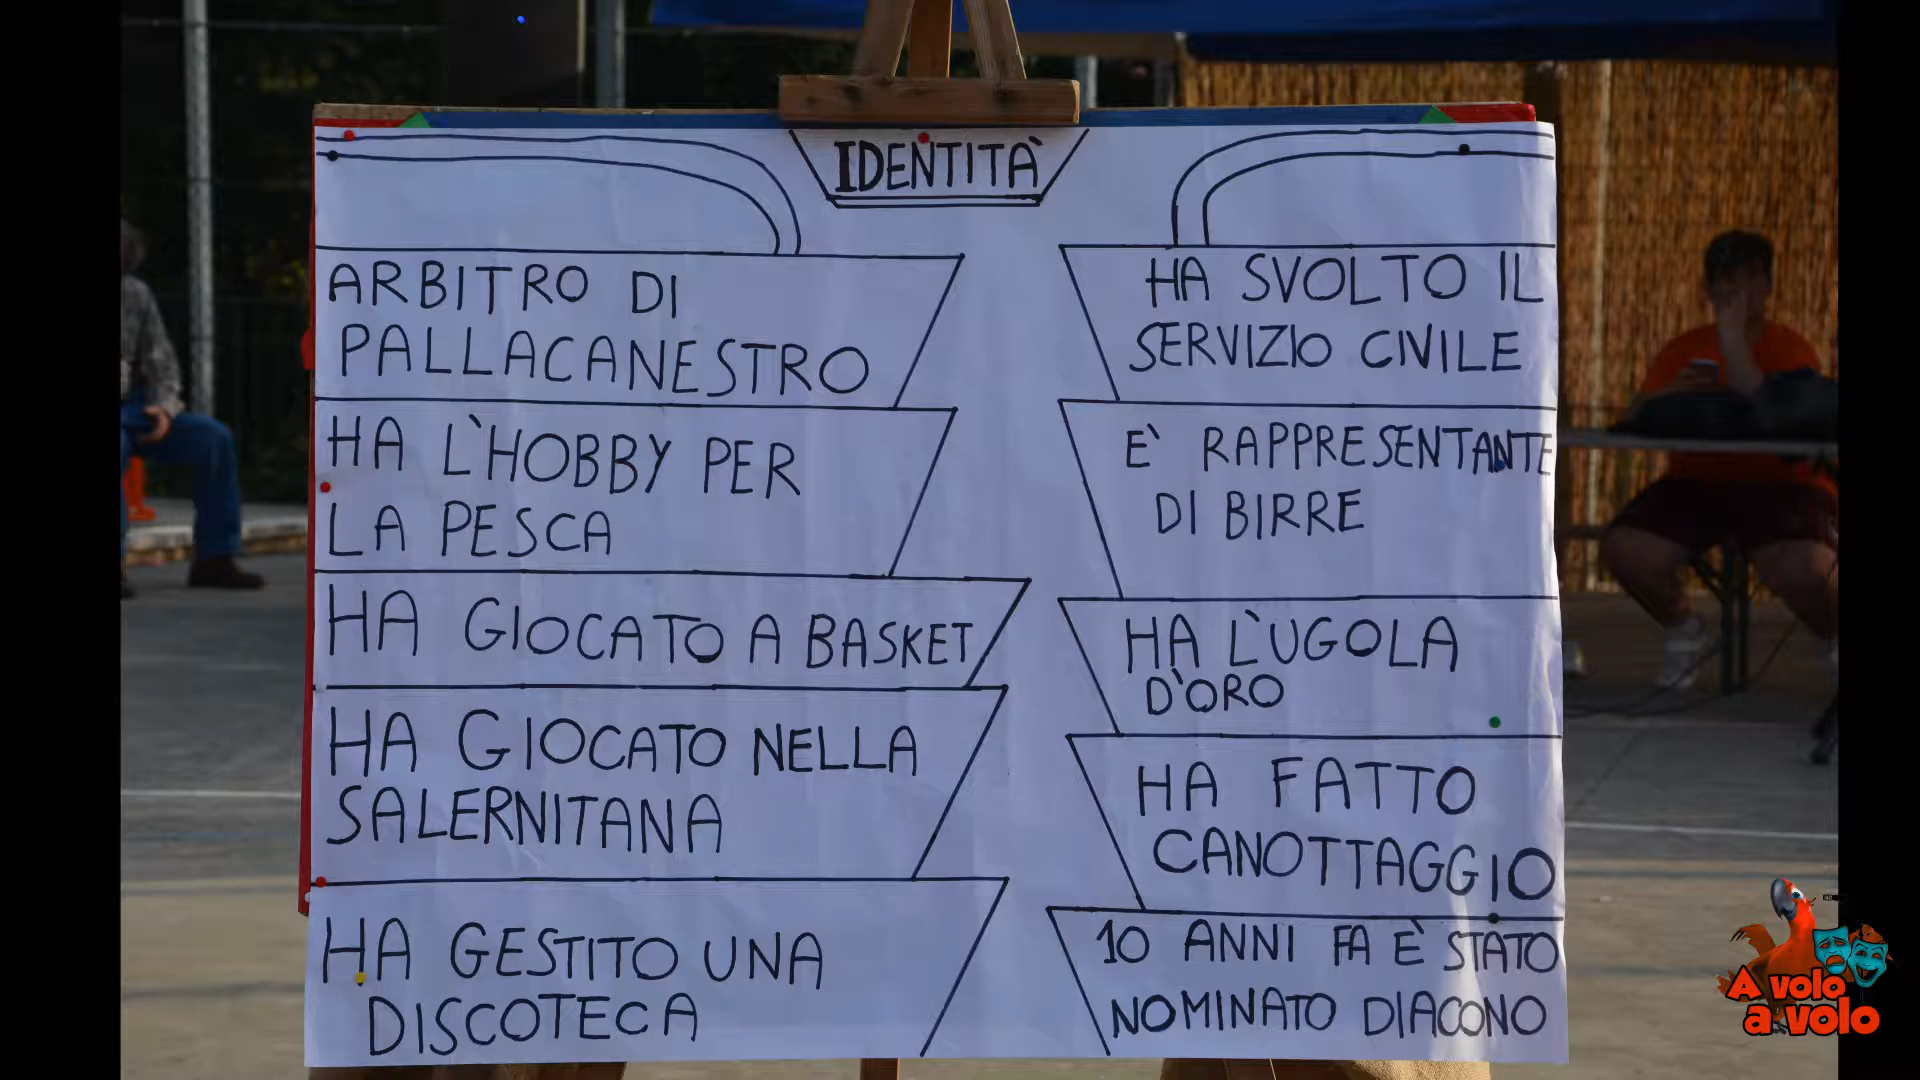 IDENTITÀ
ARBITRO DI
PALLACANESTRO
HA L'HOBBY PER
LA PESCA
HA GIOCATO A BASKET
HA GIOCATO NELLA
SALERNITANA
HA GESTITO UNA
DISCOTECA
HA SVOLTO IL
SERVIZIO CIVILE
E' RAPPRESENTANTE
DI BIRRE
HA L'UGOLA
D'ORO
HA FATTO
CANOTTAGGIO
10 ANNI FA È STATO
NOMINATO DIACONO
A volo
a volo